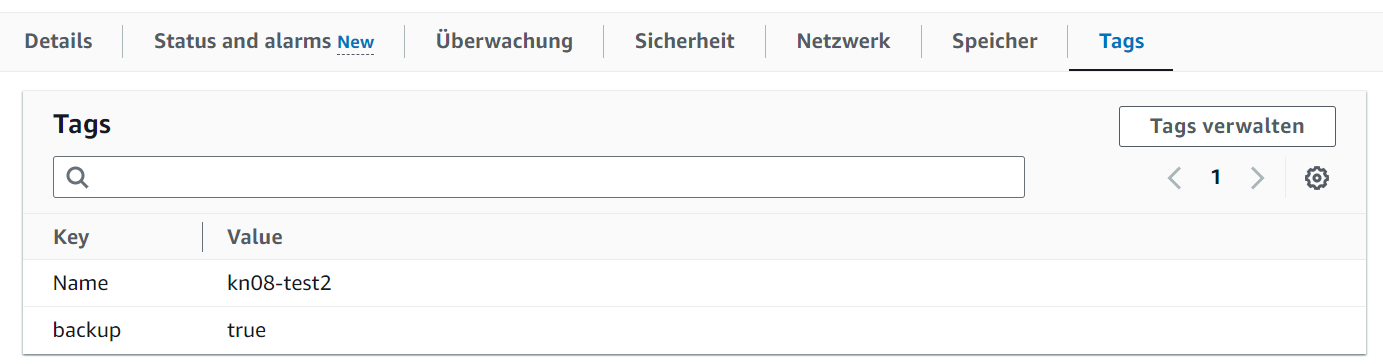 Details Status and alarms New Überwachung Sicherheit Netzwerk Speicher Tags
Tags Tags verwalten
1
Key Value
Name kn08-test2
backup true